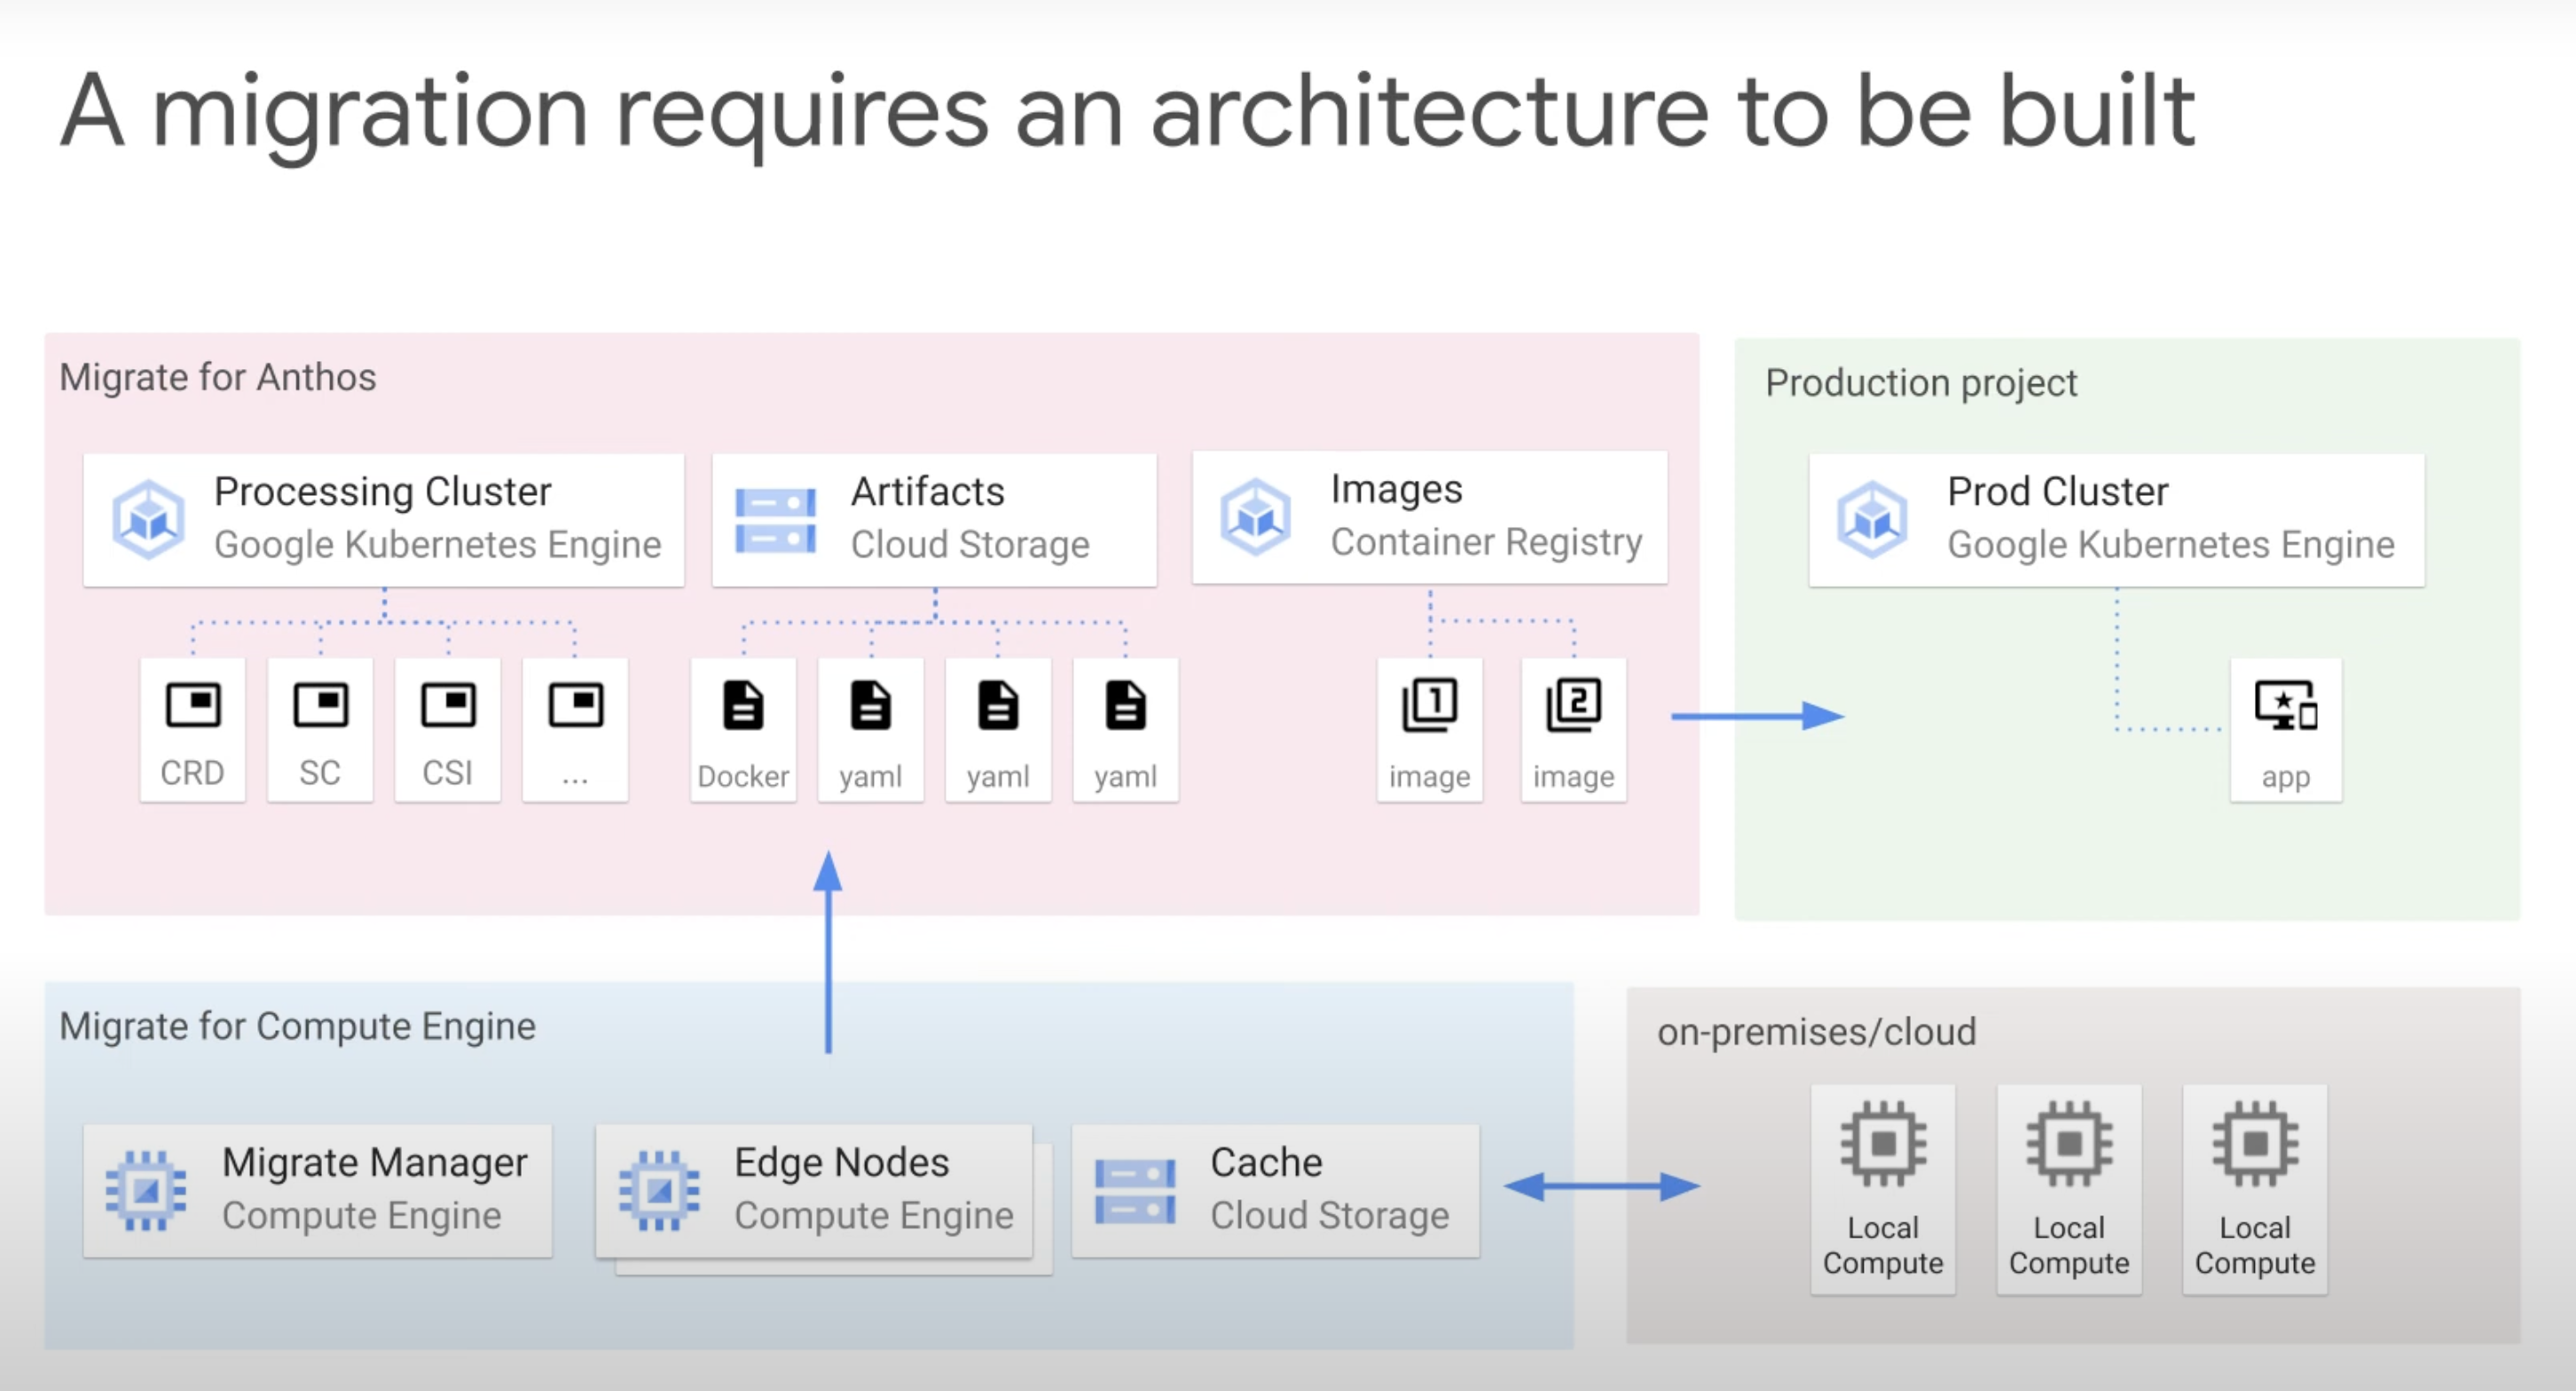 A migration requires an architecture to be built
Migrate for Anthos
Processing Cluster
Google Kubernetes Engine
CRD
SC
CSI
...
Artifacts
Cloud Storage
Docker
yaml
yaml
yaml
Images
Container Registry
1
image
2
image
Production project
Prod Cluster
Google Kubernetes Engine
app
Migrate for Compute Engine
Migrate Manager
Compute Engine
Edge Nodes
Compute Engine
Cache
Cloud Storage
on-premises/cloud
Local
Compute
Local
Compute
Local
Compute